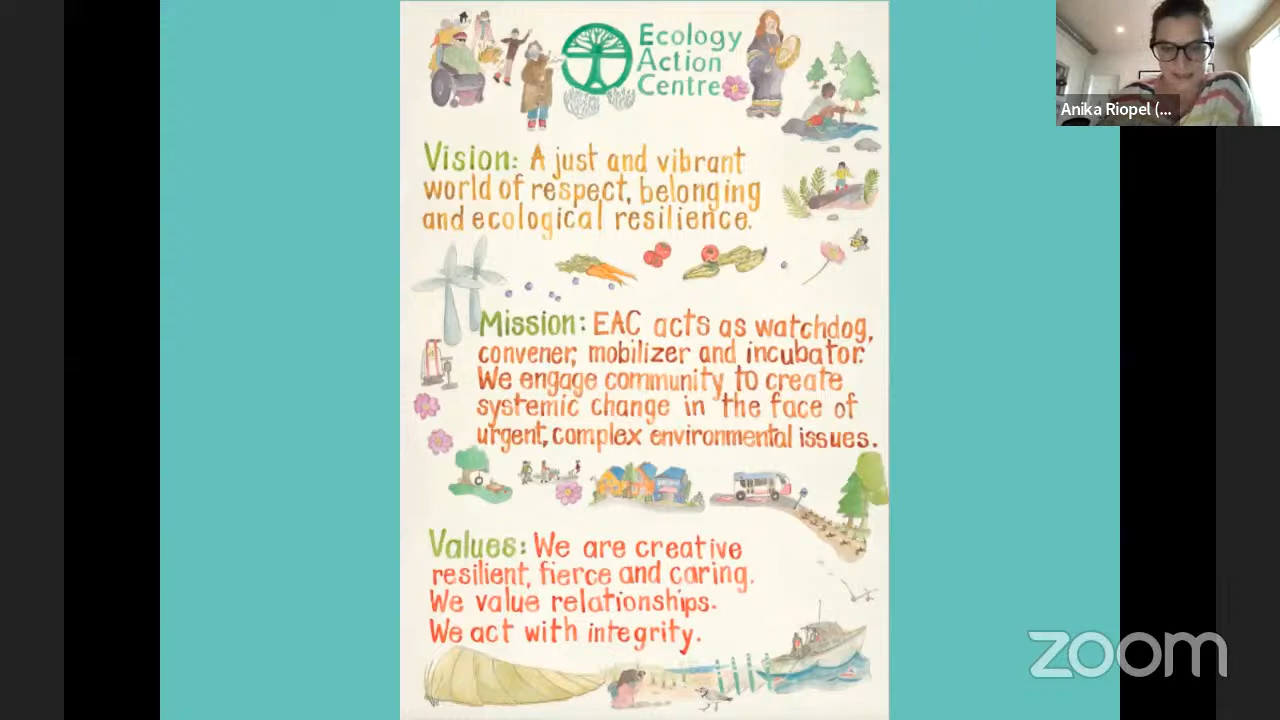 Ecology
Action
Centre
Anika Riopel (...
Vision: A just and vibrant
world of respect, belonging
and ecological resilience.
Mission: EAC acts as watchdog,
convener, mobilizer and incubator.
We engage community to create
systemic change in the face of
urgent, complex environmental issues.
Values: We are creative
resilient, fierce and caring.
We value relationships.
We act with integrity.
zoom